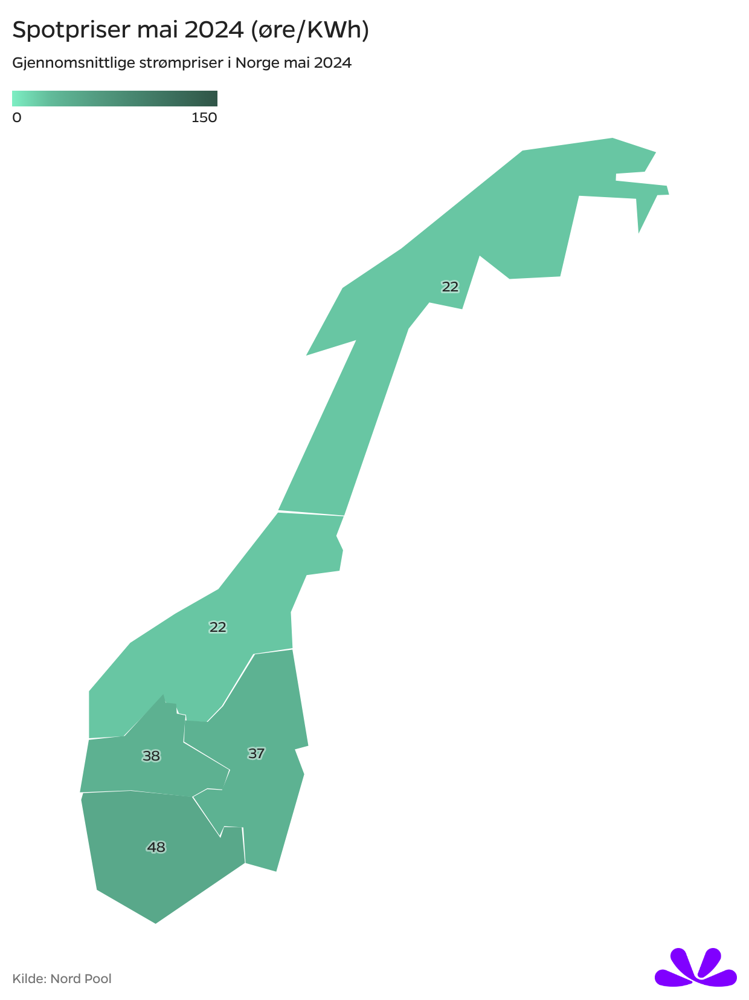 Spotpriser mai 2024 (øre/KWh)
Gjennomsnittlige strømpriser i Norge mai 2024
0 150
22
22
38 37
48
Kilde: Nord Pool